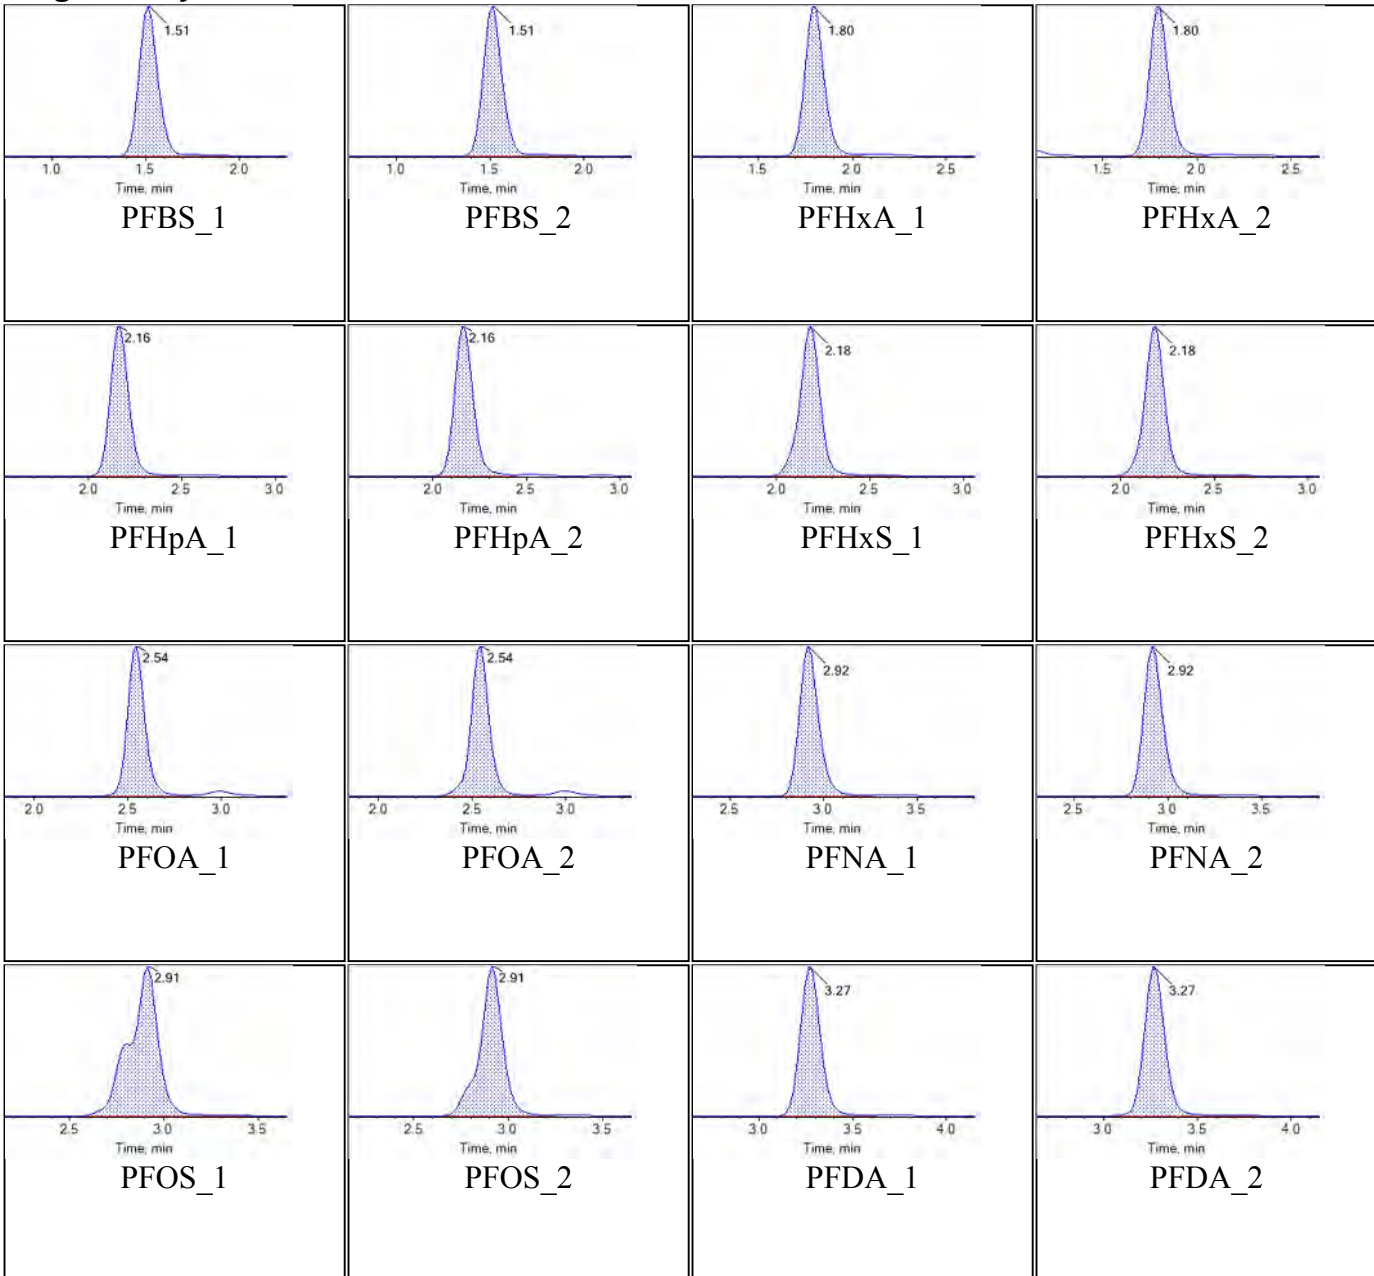 1.51 1.51 1.80 1.80
1.0 1.5 2.0 1.0 1.5 2.0 1.5 2.0 2.5 1.5 2.0 2.5
Time, min Time, min Time, min Time, min
PFBS_1 PFBS_2 PFHxA_1 PFHxA_2
2.16 2.16 2.18 2.18
2.0 2.5 3.0 2.0 2.5 3.0 2.0 2.5 3.0 2.0 2.5 3.0
Time, min Time, min Time, min Time, min
PFHpA_1 PFHpA_2 PFHxS_1 PFHxS_2
2.54 2.54 2.92 2.92
2.0 2.5 3.0 2.0 2.5 3.0 2.5 3.0 3.5 2.5 3.0 3.5
Time, min Time, min Time, min Time, min
PFOA_1 PFOA_2 PFNA_1 PFNA_2
2.91 2.91 3.27 3.27
2.5 3.0 3.5 2.5 3.0 3.5 3.0 3.5 4.0 3.0 3.5 4.0
Time, min Time, min Time, min Time, min
PFOS_1 PFOS_2 PFDA_1 PFDA_2